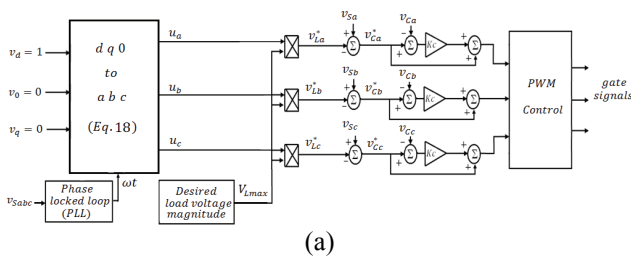 v_d = 1
v_0 = 0
v_q = 0
d q 0
to
a b c
(Eq. 18)
v_Sabc
Phase
locked loop
(PLL)
ωt
Desired
load voltage
magnitude
V_Lmax
u_a
u_b
u_c
v*_La
v_Sa
+
−
Σ
v*_Ca
v_Ca
−
+
Σ
Kc
+
+
Σ
v*_Lb
v_Sb
+
−
Σ
v*_Cb
v_Cb
−
+
Σ
Kc
+
+
Σ
v*_Lc
v_Sc
+
−
Σ
v*_Cc
v_Cc
−
+
Σ
Kc
+
+
Σ
PWM
Control
gate
signals
(a)